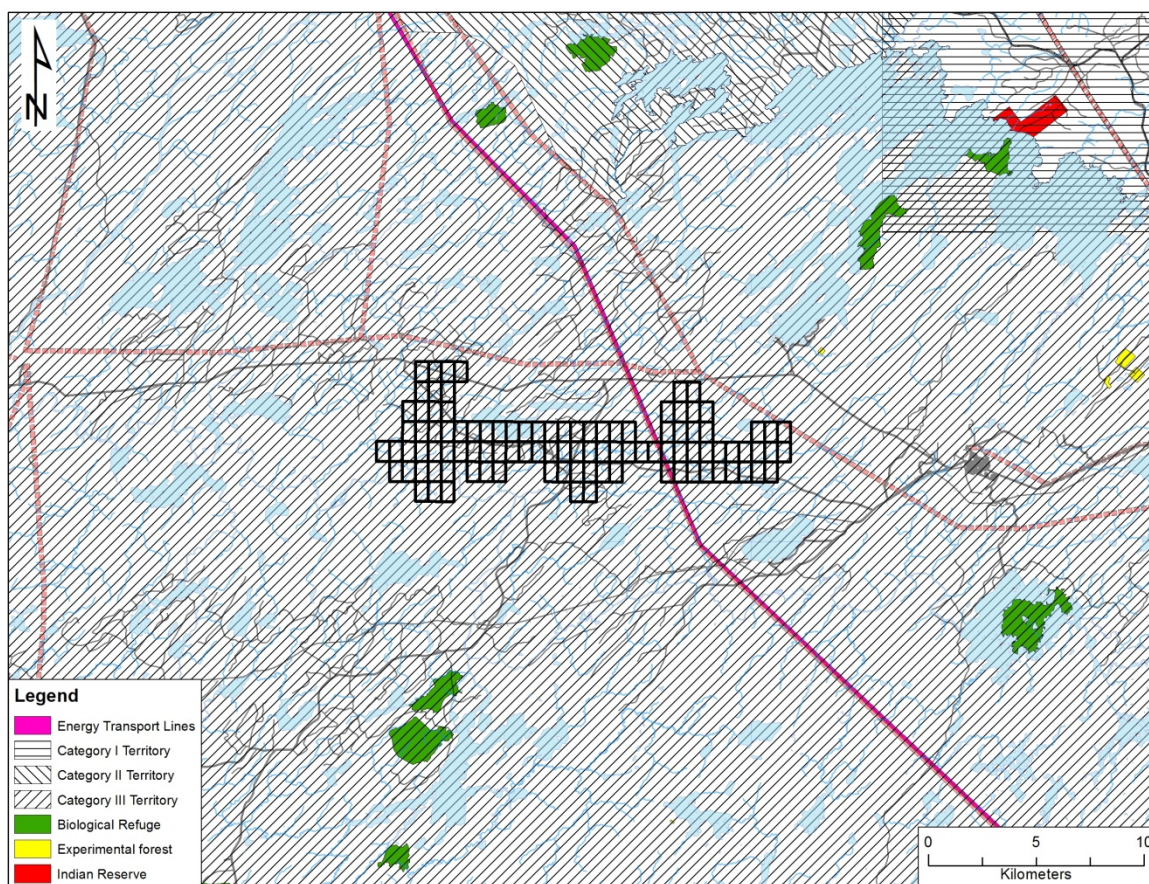 N
Legend
Energy Transport Lines
Category I Territory
Category II Territory
Category III Territory
Biological Refuge
Experimental forest
Indian Reserve
0 5 10
Kilometers